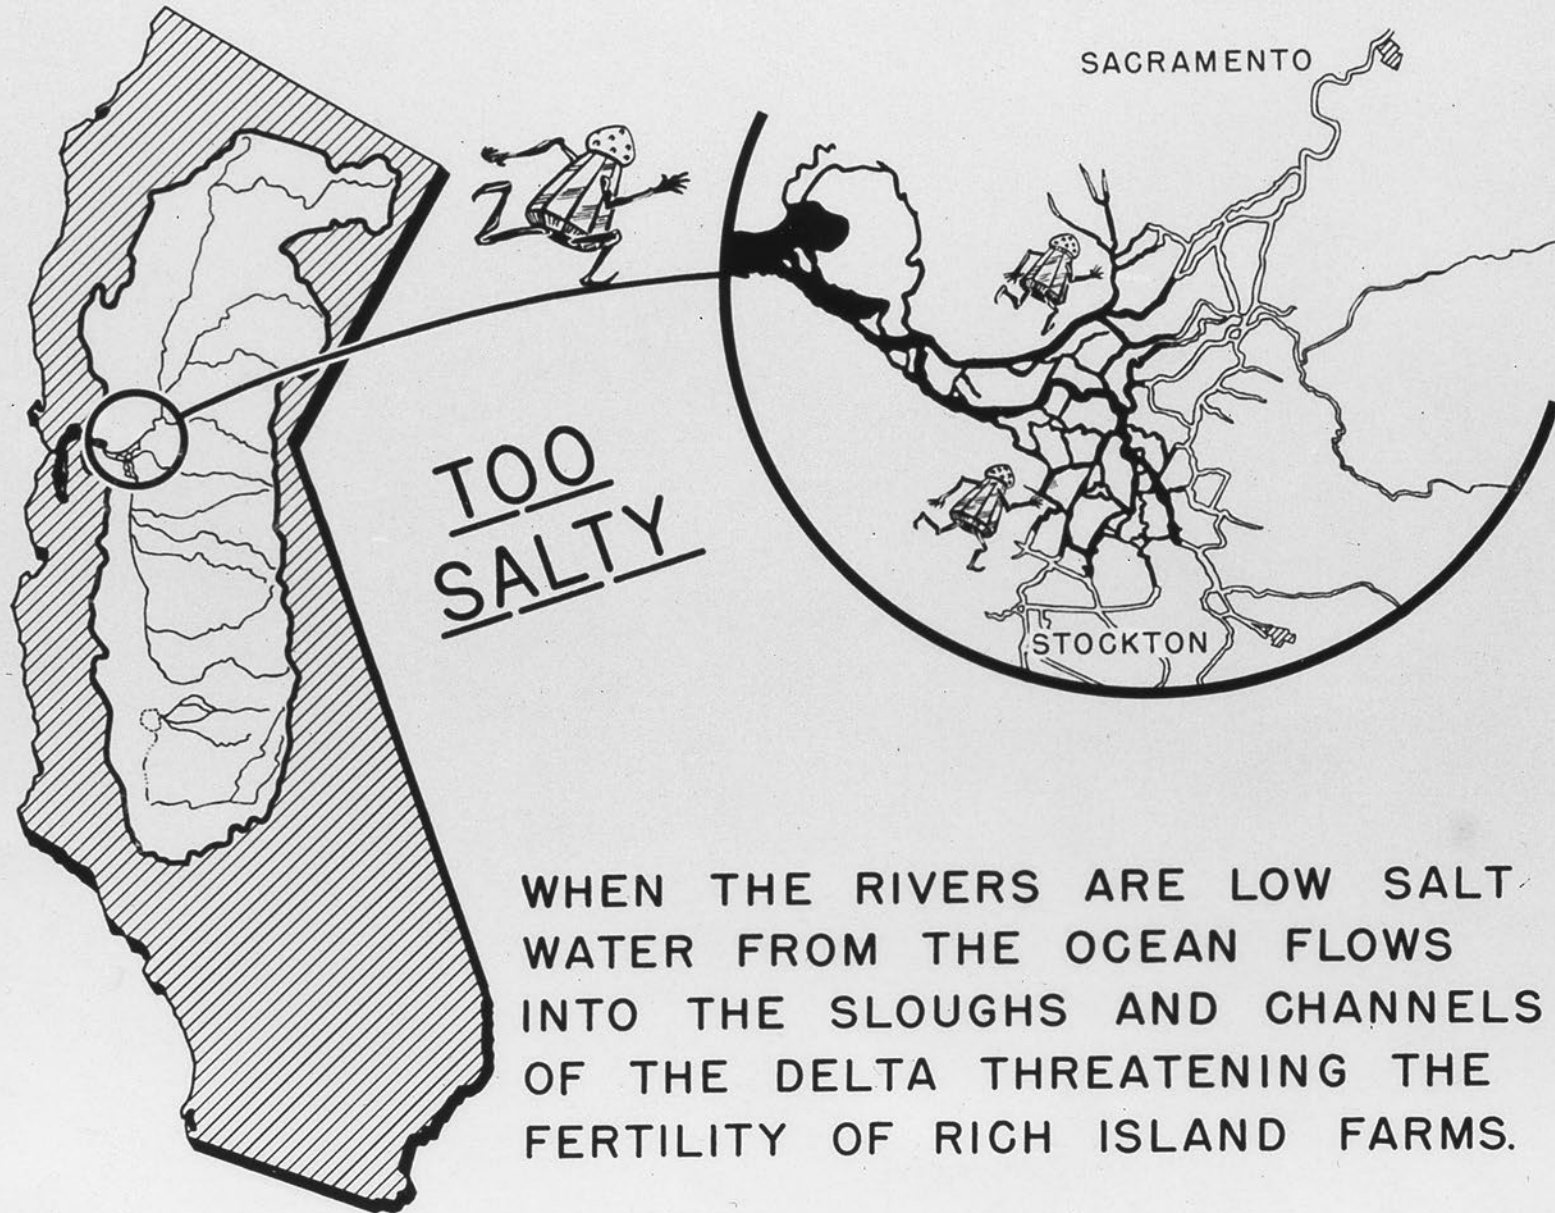 SACRAMENTO
TOO
SALTY
STOCKTON
WHEN THE RIVERS ARE LOW SALT
WATER FROM THE OCEAN FLOWS
INTO THE SLOUGHS AND CHANNELS
OF THE DELTA THREATENING THE
FERTILITY OF RICH ISLAND FARMS.